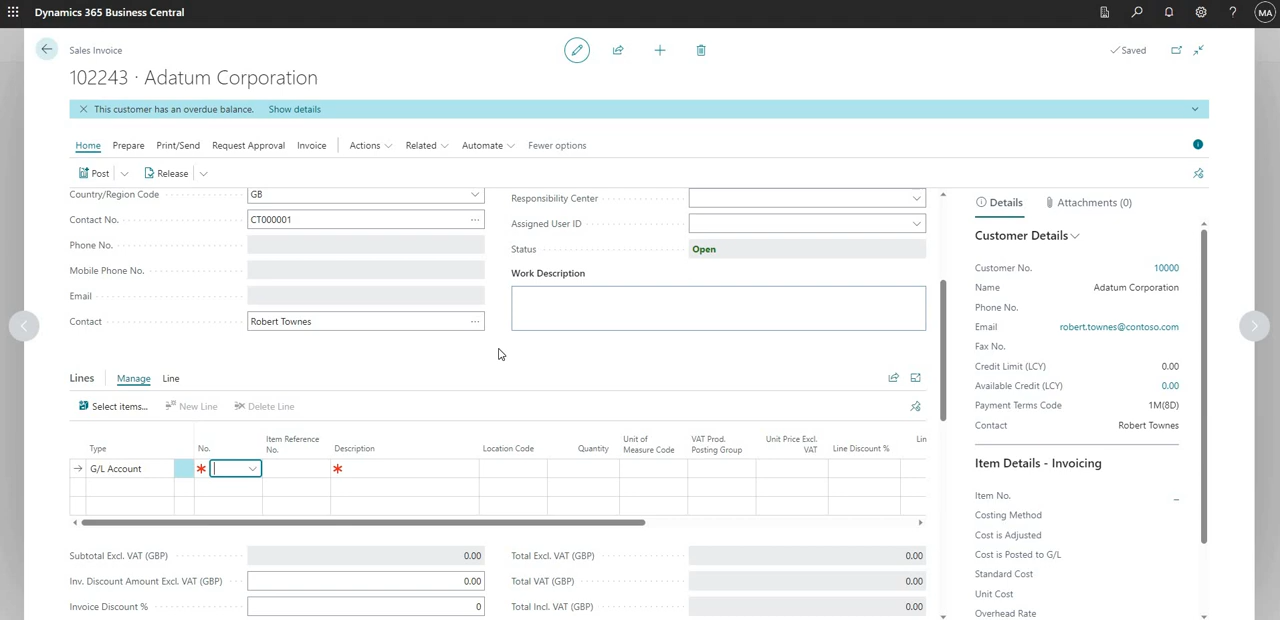 Dynamics 365 Business Central
MA
Sales Invoice
Saved
102243 · Adatum Corporation
This customer has an overdue balance. Show details
Home Prepare Print/Send Request Approval Invoice Actions Related Automate Fewer options
Post Release
Country/Region Code GB
Contact No. CT000001
Phone No.
Mobile Phone No.
Email
Contact Robert Townes
Responsibility Center
Assigned User ID
Status Open
Work Description
Lines Manage Line
Select items... New Line Delete Line
Type No. Item Reference No. Description Location Code Quantity Unit of Measure Code VAT Prod. Posting Group Unit Price Excl. VAT Line Discount % Lin
G/L Account * *
Subtotal Excl. VAT (GBP) 0.00
Inv. Discount Amount Excl. VAT (GBP) 0.00
Invoice Discount % 0
Total Excl. VAT (GBP) 0.00
Total VAT (GBP) 0.00
Total Incl. VAT (GBP) 0.00
Details Attachments (0)
Customer Details
Customer No. 10000
Name Adatum Corporation
Phone No.
Email robert.townes@contoso.com
Fax No.
Credit Limit (LCY) 0.00
Available Credit (LCY) 0.00
Payment Terms Code 1M(8D)
Contact Robert Townes
Item Details - Invoicing
Item No. _
Costing Method
Cost is Adjusted
Cost is Posted to G/L
Standard Cost
Unit Cost
Overhead Rate